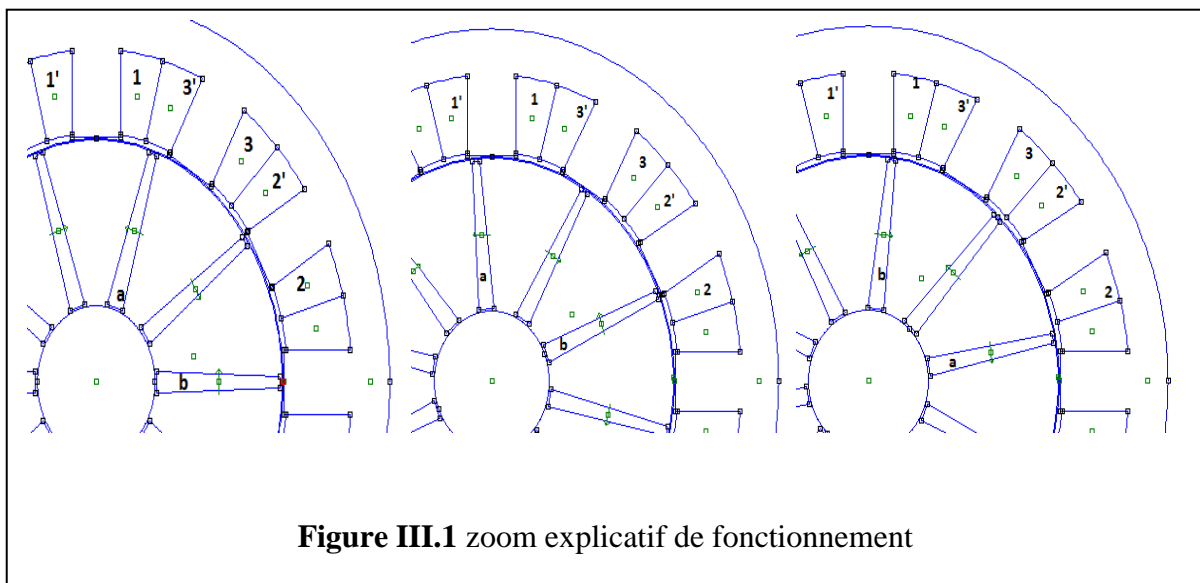 1' 1 3' 3 2' 2 a b
1' 1 3' 3 2' 2 a b
1' 1 3' 3 2' 2 b a
Figure III.1 zoom explicatif de fonctionnement